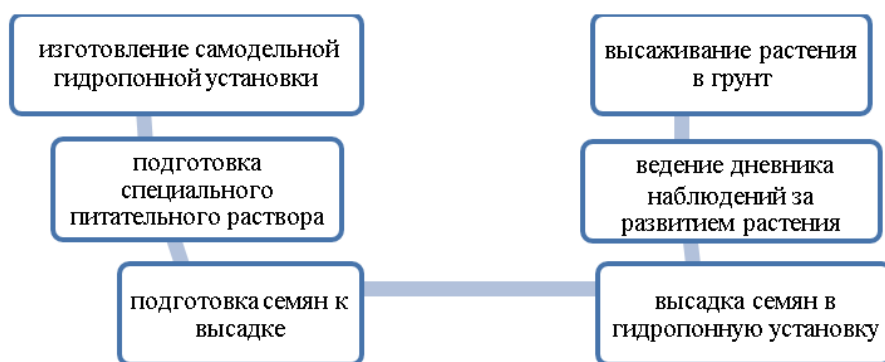 изготовление самодельной
гидропонной установки
подготовка
специального
питательного раствора
подготовка семян к
высадке
высадка семян в
гидропонную установку
ведение дневника
наблюдений за
развитием растения
высаживание растения
в грунт